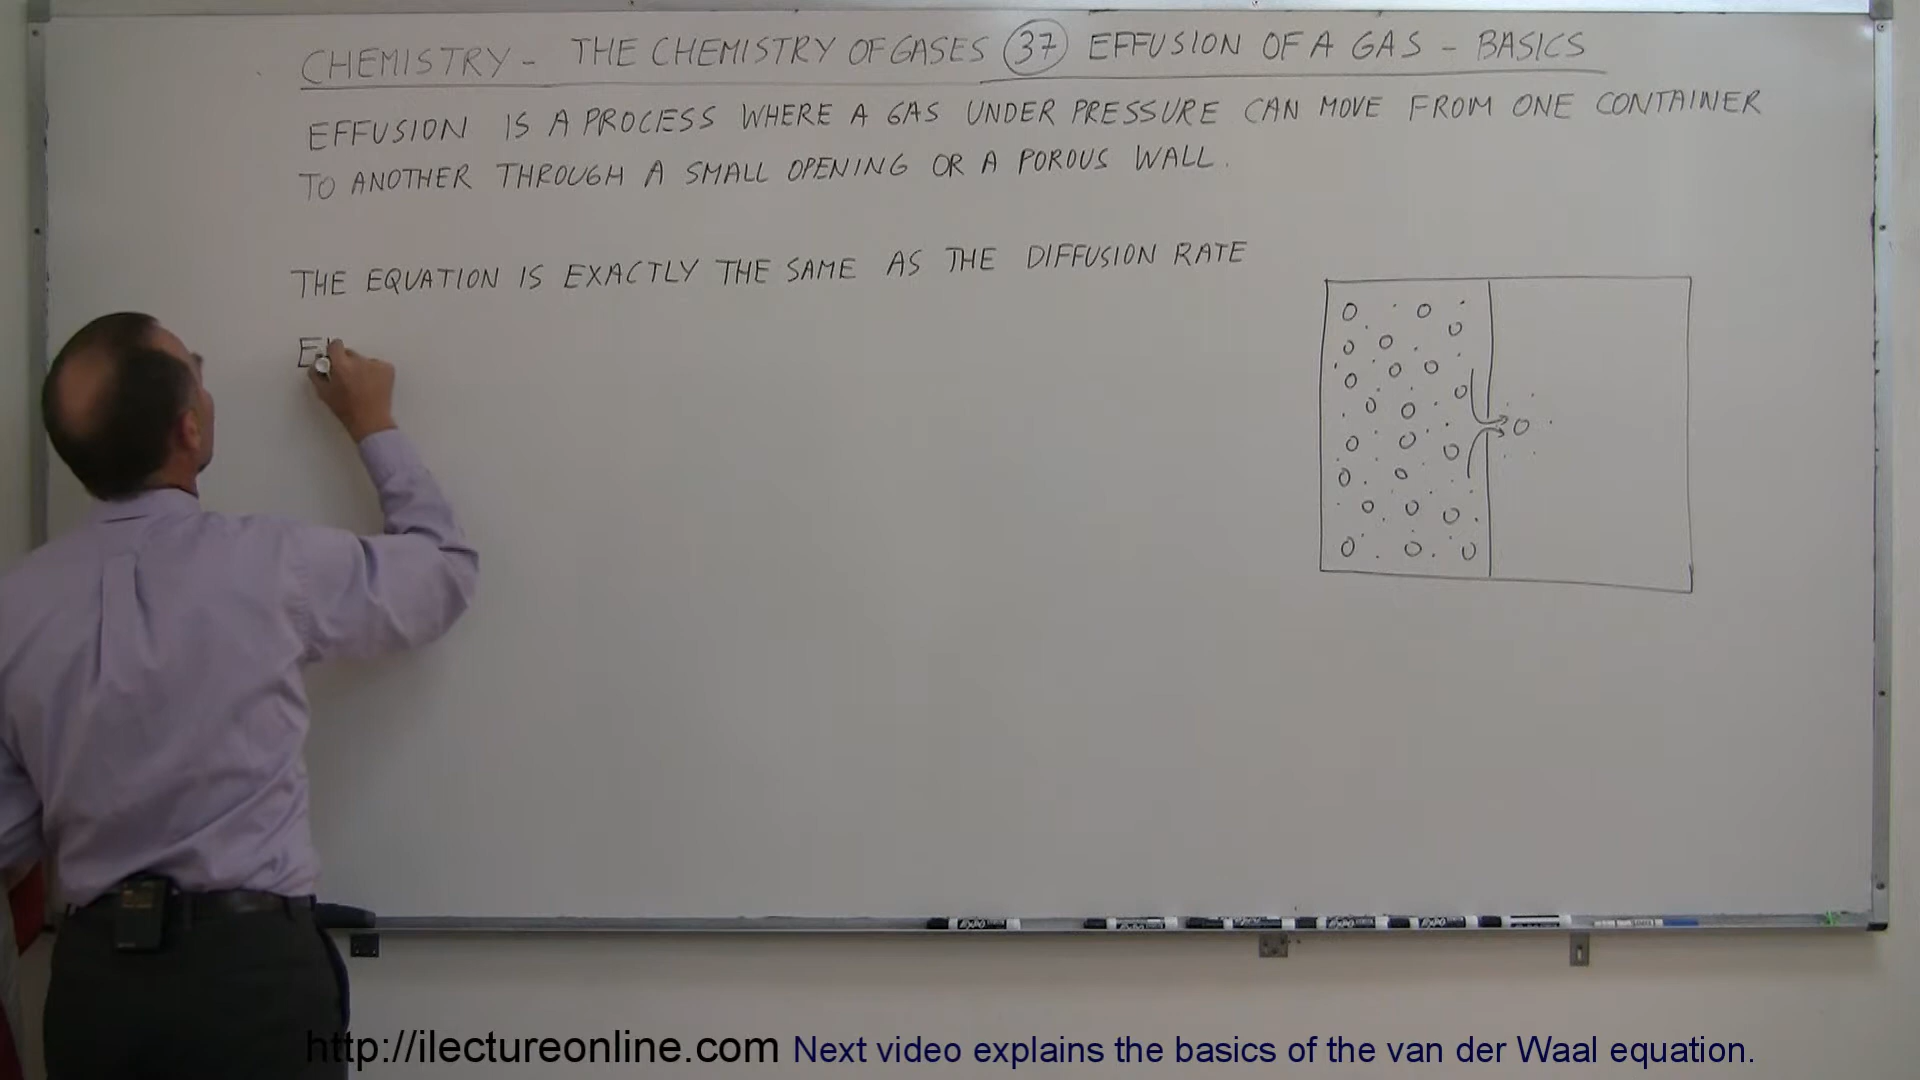 CHEMISTRY - THE CHEMISTRY OF GASES 37 EFFUSION OF A GAS - BASICS
EFFUSION IS A PROCESS WHERE A GAS UNDER PRESSURE CAN MOVE FROM ONE CONTAINER
TO ANOTHER THROUGH A SMALL OPENING OR A POROUS WALL.
THE EQUATION IS EXACTLY THE SAME AS THE DIFFUSION RATE
http://ilectureonline.com Next video explains the basics of the van der Waal equation.